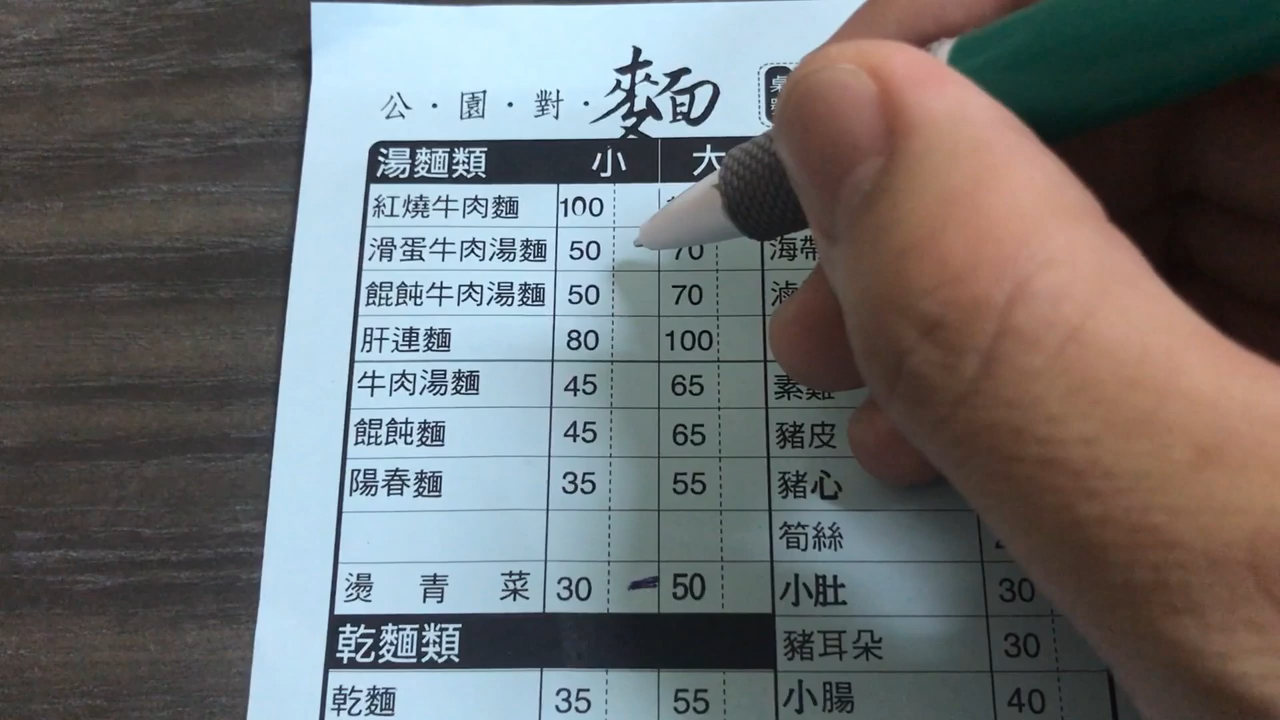 公·園·對·麵
湯麵類 小 大
紅燒牛肉麵 100
滑蛋牛肉湯麵 50 70 海帶
餛飩牛肉湯麵 50 70 滷
肝連麵 80 100
牛肉湯麵 45 65 素雞
餛飩麵 45 65 豬皮
陽春麵 35 55 豬心
筍絲
燙青菜 30 50 小肚 30
乾麵類 豬耳朵 30
乾麵 35 55 小腸 40